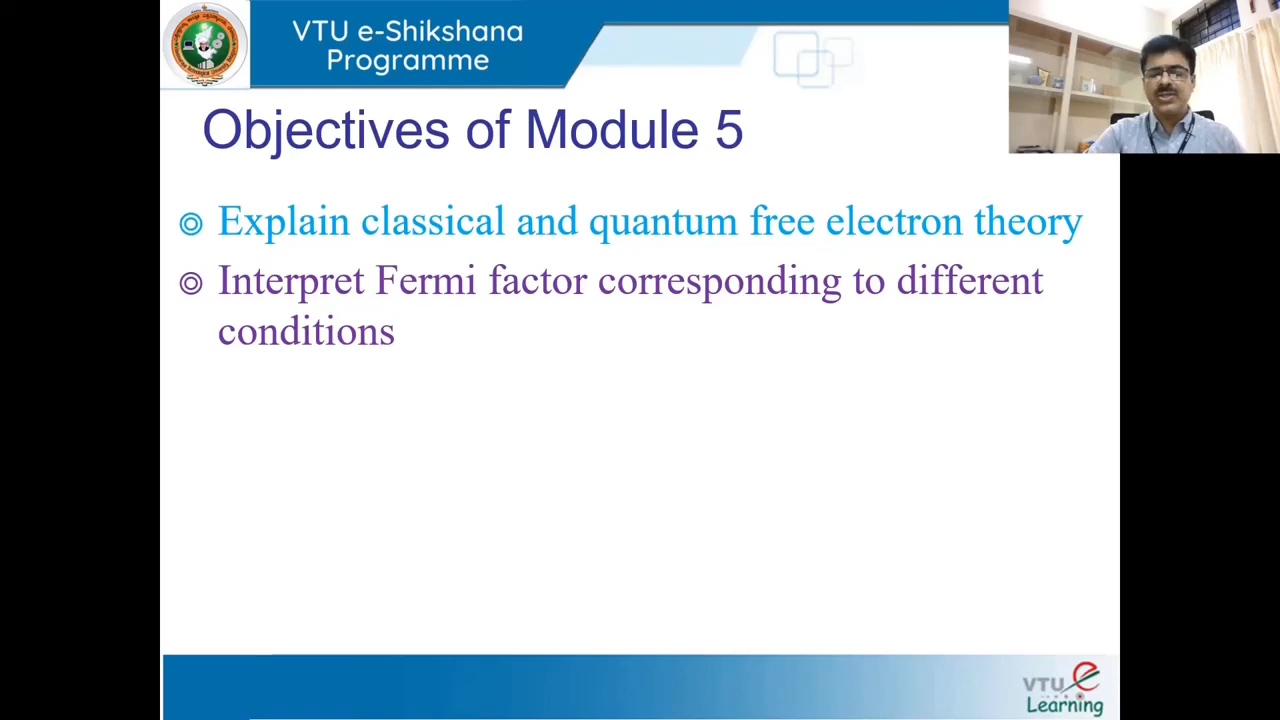 VTU e-Shikshana
Programme
Objectives of Module 5
Explain classical and quantum free electron theory
Interpret Fermi factor corresponding to different
conditions
VTU e
Learning